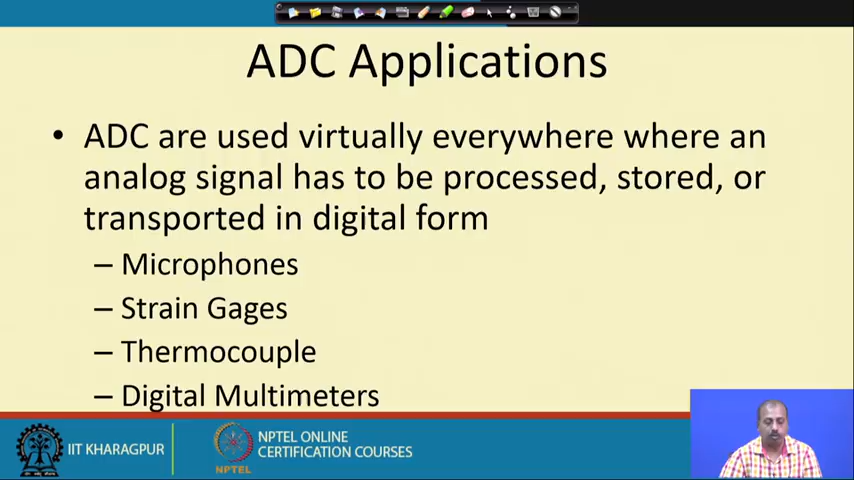 ADC Applications
• ADC are used virtually everywhere where an
analog signal has to be processed, stored, or
transported in digital form
– Microphones
– Strain Gages
– Thermocouple
– Digital Multimeters
IIT KHARAGPUR
NPTEL
NPTEL ONLINE
CERTIFICATION COURSES